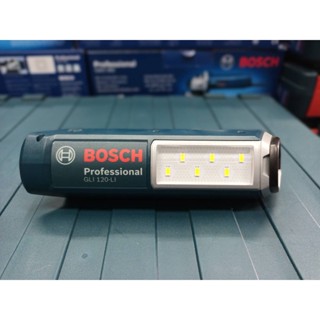 BOSCH
Professional
GLI 120-LI
BOSCH